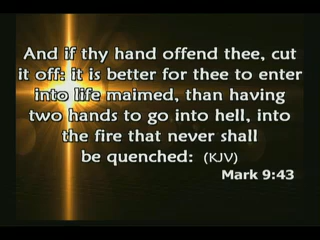 And if thy hand offend thee, cut
it off: it is better for thee to enter
into life maimed, than having
two hands to go into hell, into
the fire that never shall
be quenched: (KJV)
Mark 9:43